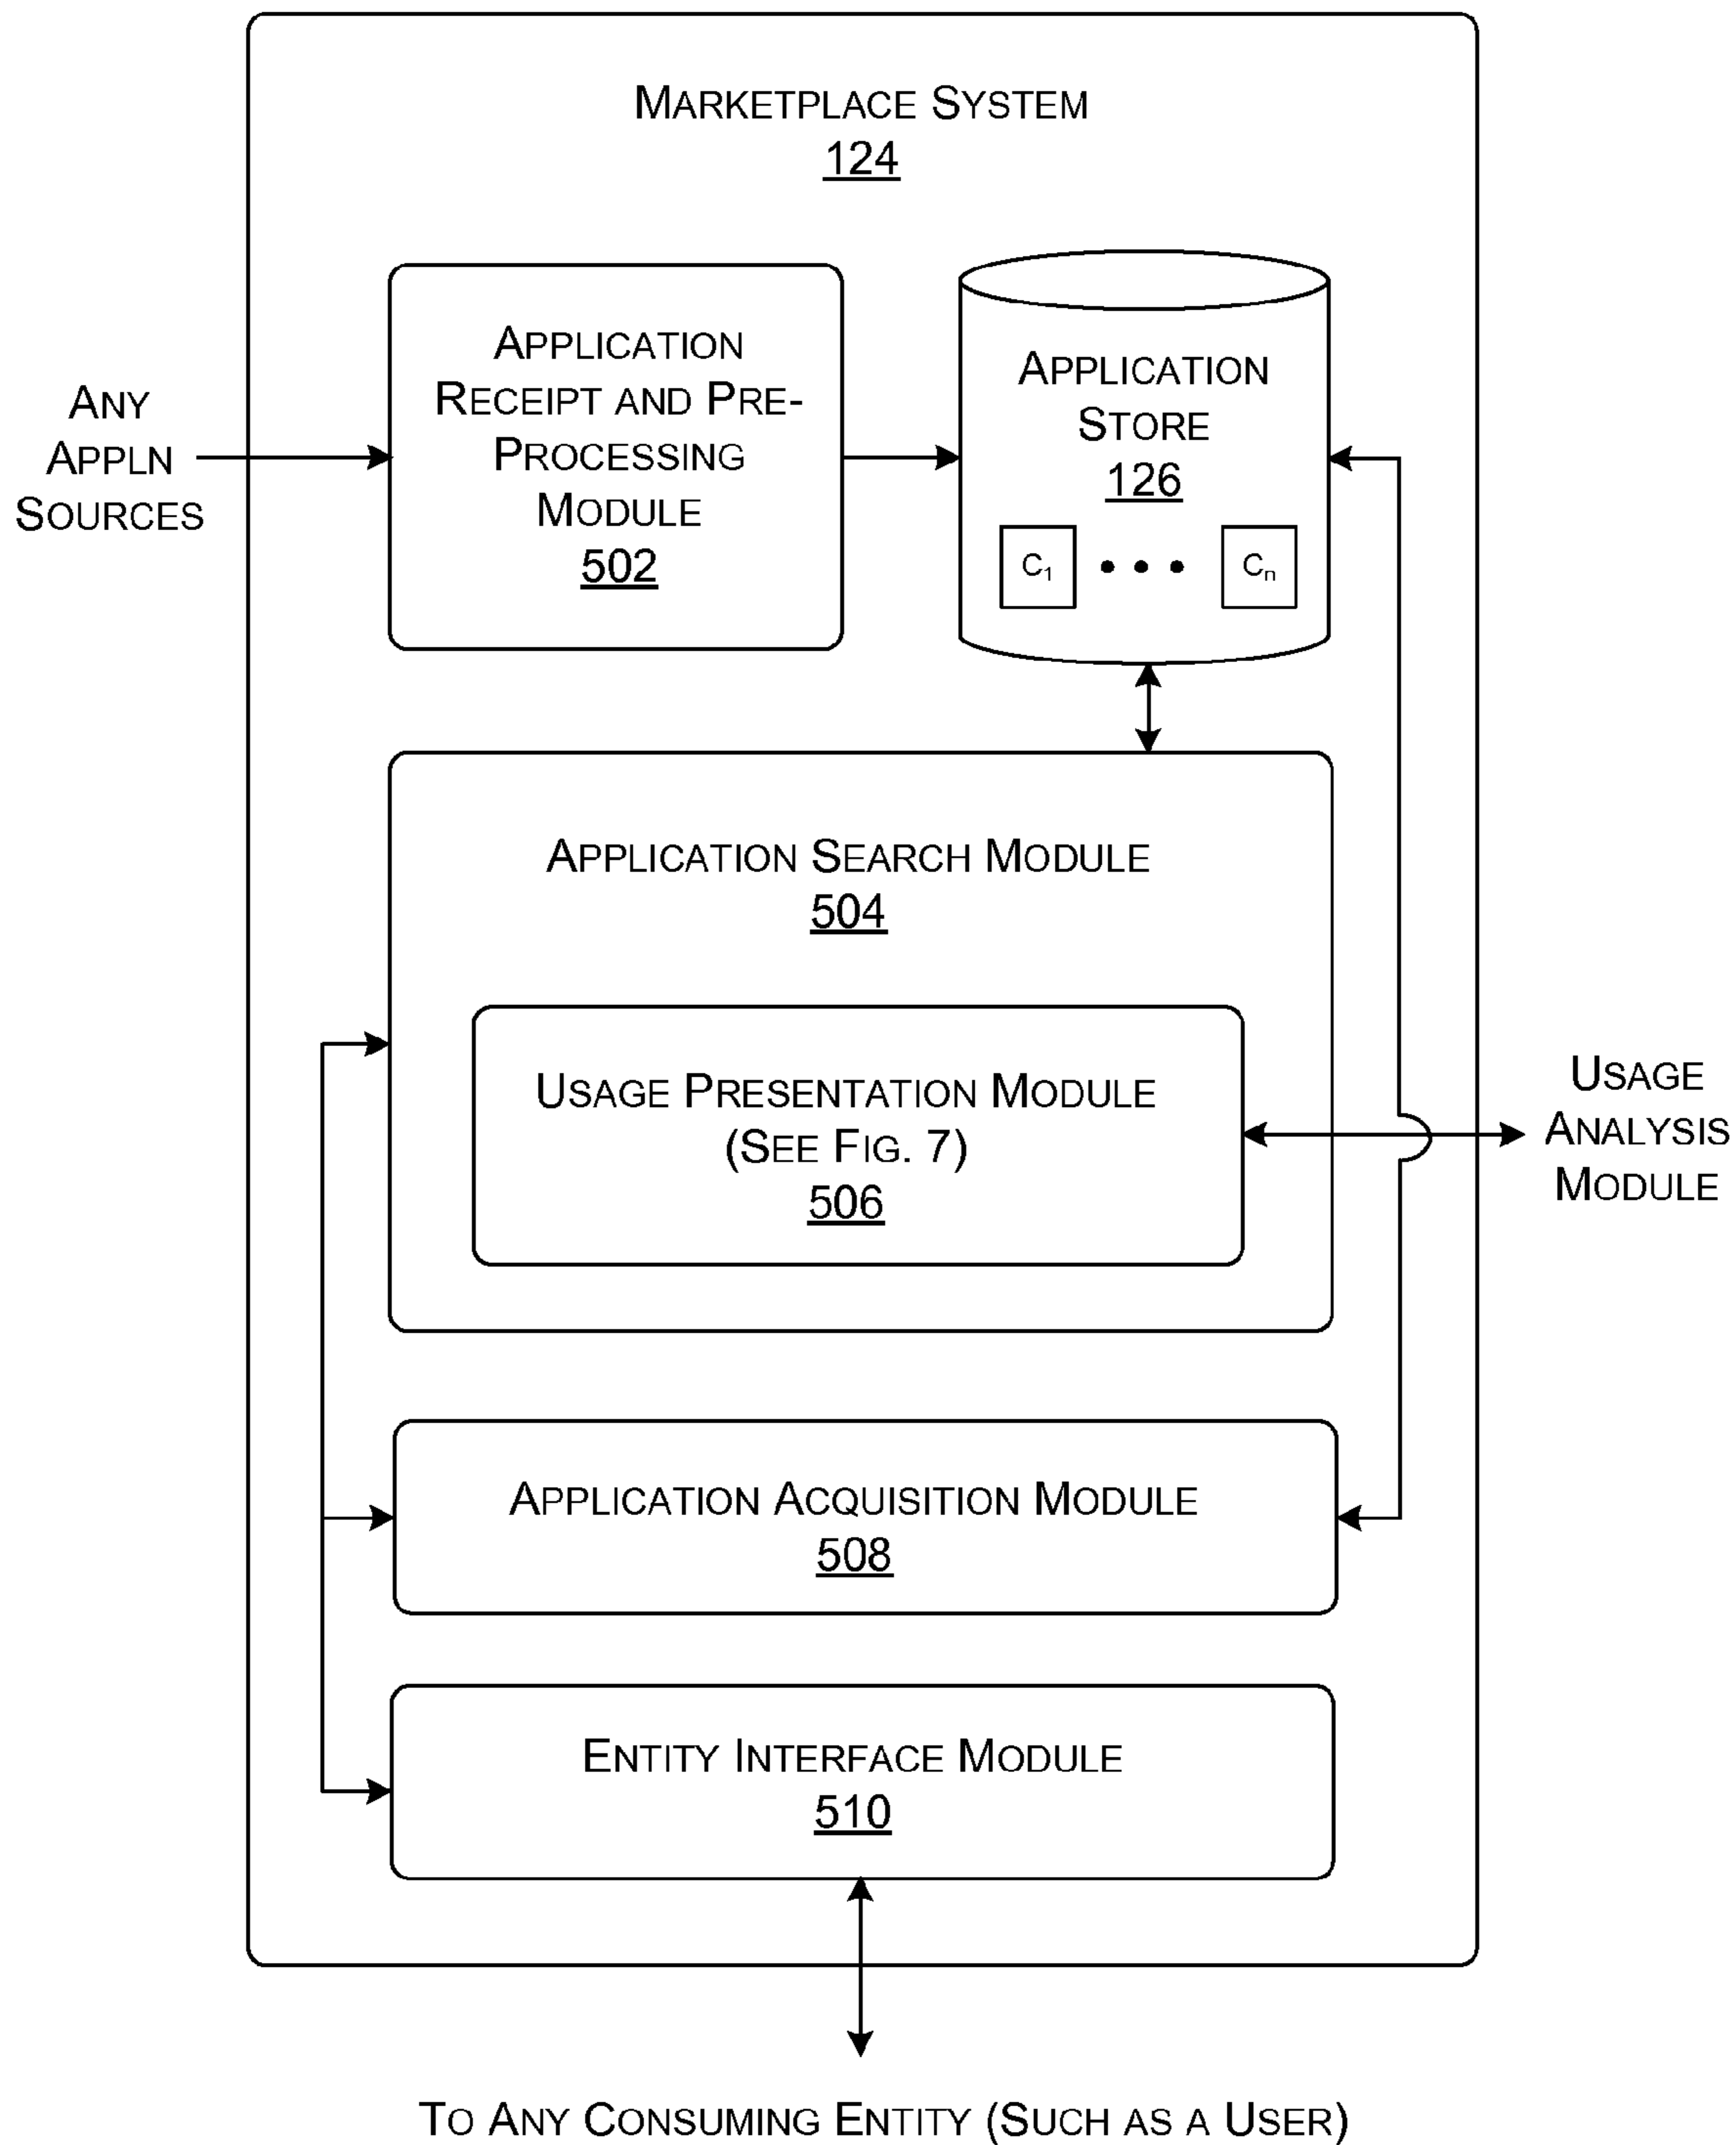 MARKETPLACE SYSTEM
124
ANY
APPLN
SOURCES
APPLICATION
RECEIPT AND PRE-
PROCESSING
MODULE
502
APPLICATION
STORE
126
C1 • • • Cn
APPLICATION SEARCH MODULE
504
USAGE PRESENTATION MODULE
(SEE FIG. 7)
506
USAGE
ANALYSIS
MODULE
APPLICATION ACQUISITION MODULE
508
ENTITY INTERFACE MODULE
510
TO ANY CONSUMING ENTITY (SUCH AS A USER)